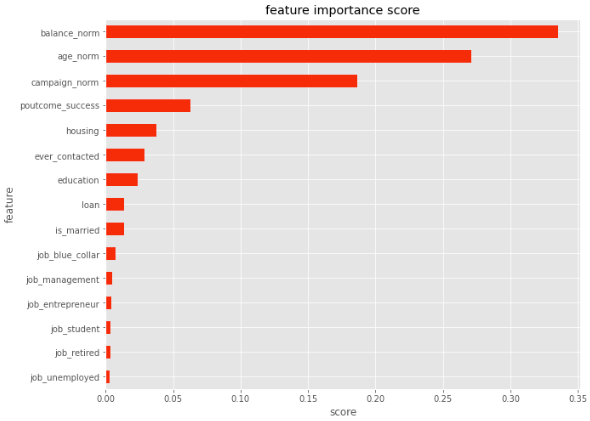 feature importance score
balance_norm
age_norm
campaign_norm
poutcome_success
housing
ever_contacted
education
loan
is_married
job_blue_collar
job_management
job_entrepreneur
job_student
job_retired
job_unemployed
feature
0.00 0.05 0.10 0.15 0.20 0.25 0.30 0.35
score